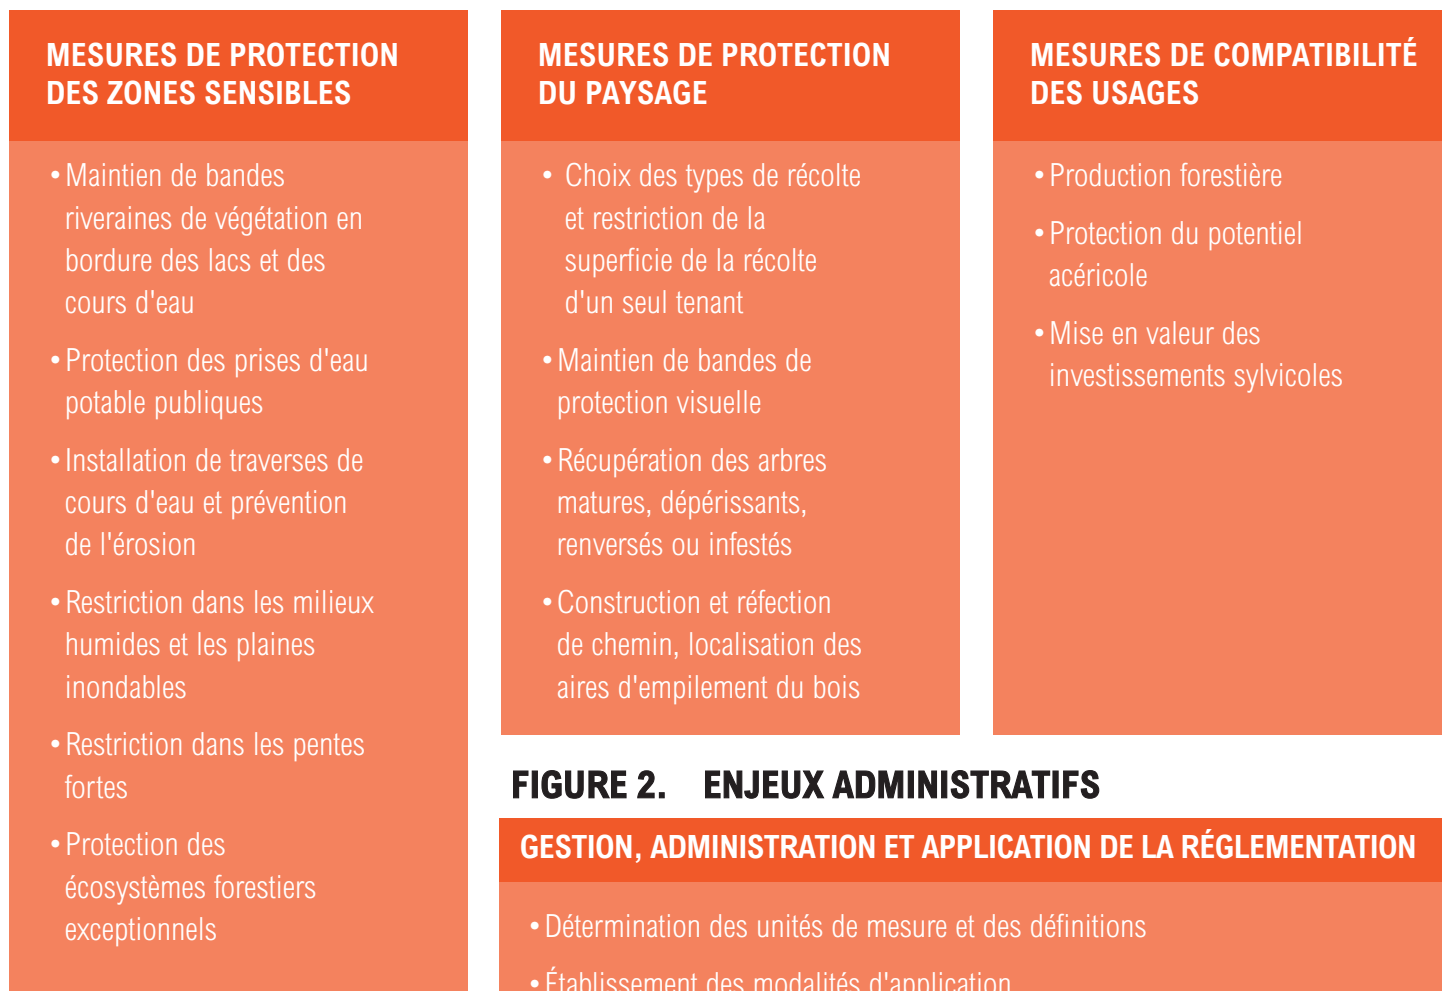 MESURES DE PROTECTION
DES ZONES SENSIBLES
• Maintien de bandes
riveraines de végétation en
bordure des lacs et des
cours d'eau
• Protection des prises d'eau
potable publiques
• Installation de traverses de
cours d'eau et prévention
de l'érosion
• Restriction dans les milieux
humides et les plaines
inondables
• Restriction dans les pentes
fortes
• Protection des
écosystèmes forestiers
exceptionnels
MESURES DE PROTECTION
DU PAYSAGE
• Choix des types de récolte
et restriction de la
superficie de la récolte
d'un seul tenant
• Maintien de bandes de
protection visuelle
• Récupération des arbres
matures, dépérissants,
renversés ou infestés
• Construction et réfection
de chemin, localisation des
aires d'empilement du bois
MESURES DE COMPATIBILITÉ
DES USAGES
• Production forestière
• Protection du potentiel
acéricole
• Mise en valeur des
investissements sylvicoles
FIGURE 2. ENJEUX ADMINISTRATIFS
GESTION, ADMINISTRATION ET APPLICATION DE LA RÉGLEMENTATION
• Détermination des unités de mesure et des définitions
• Établissement des modalités d'application